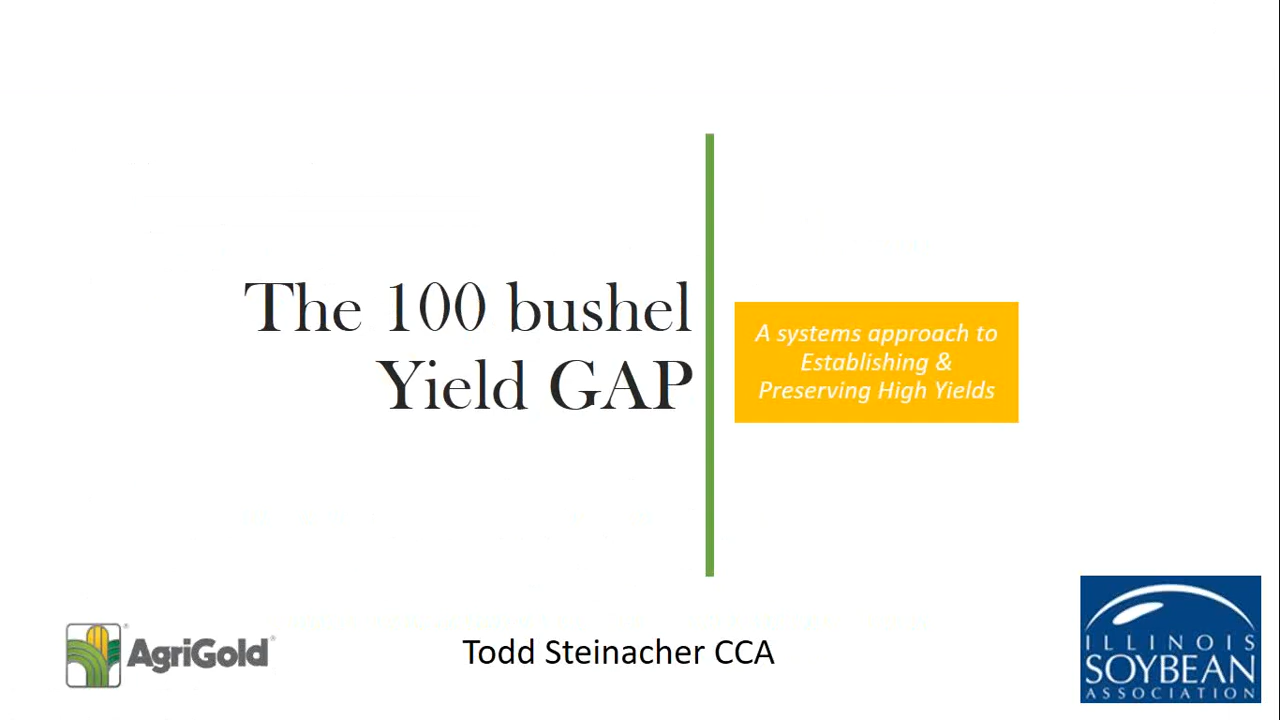 The 100 bushel
Yield GAP
A systems approach to
Establishing &
Preserving High Yields
AgriGold®
Todd Steinacher CCA
ILLINOIS
SOYBEAN
ASSOCIATION